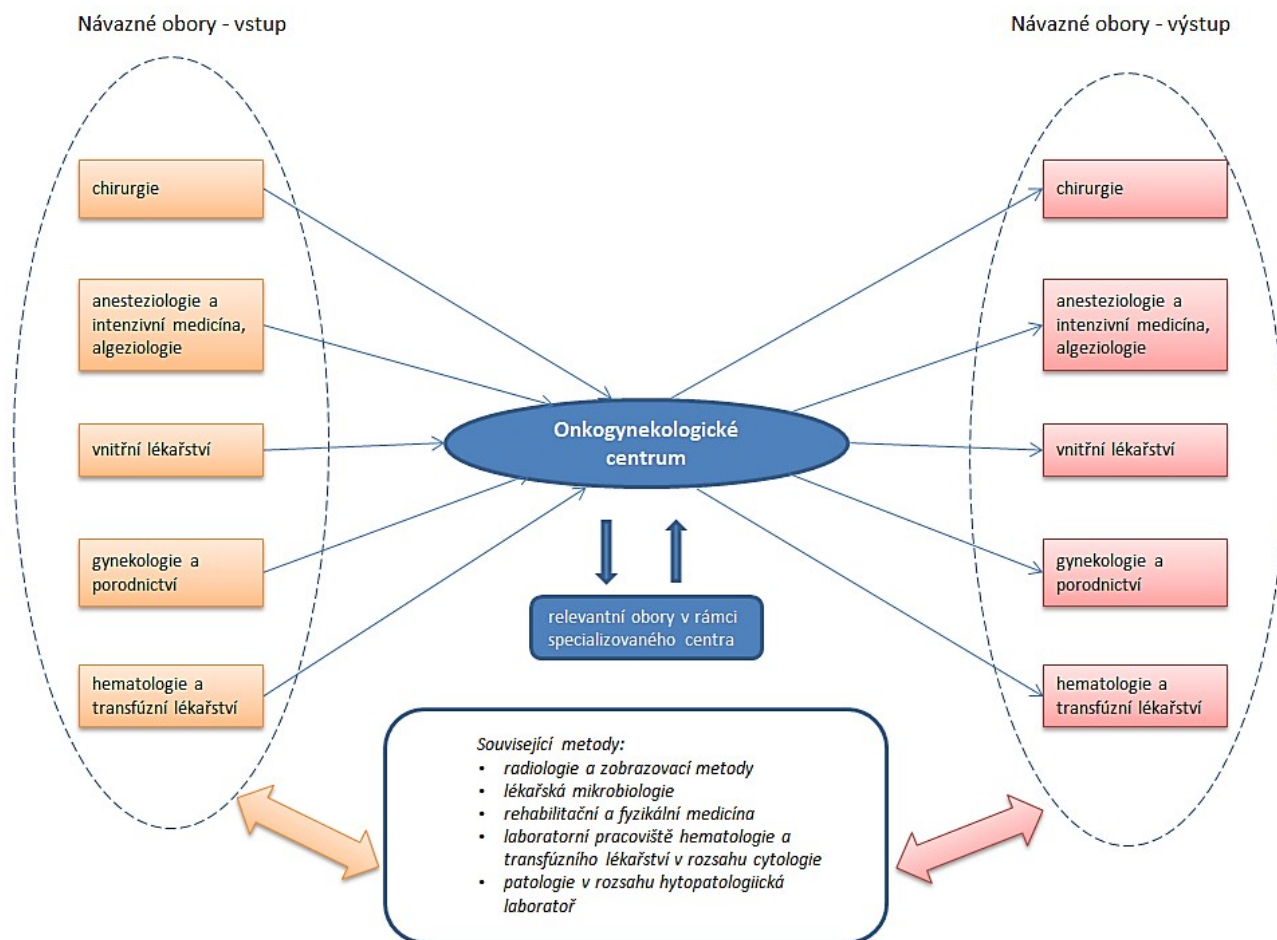 Návazné obory - vstup
Návazné obory - výstup
chirurgie
anesteziologie a
intenzivní medicína,
algeziologie
vnitřní lékařství
gynekologie a
porodnictví
hematologie a
transfúzní lékařství
Onkogynekologické
centrum
relevantní obory v rámci
specializovaného centra
chirurgie
anesteziologie a
intenzivní medicína,
algeziologie
vnitřní lékařství
gynekologie a
porodnictví
hematologie a
transfúzní lékařství
Související metody:
• radiologie a zobrazovací metody
• lékařská mikrobiologie
• rehabilitační a fyzikální medicína
• laboratorní pracoviště hematologie a
transfúzního lékařství v rozsahu cytologie
• patologie v rozsahu hytopatologiická
laboratoř